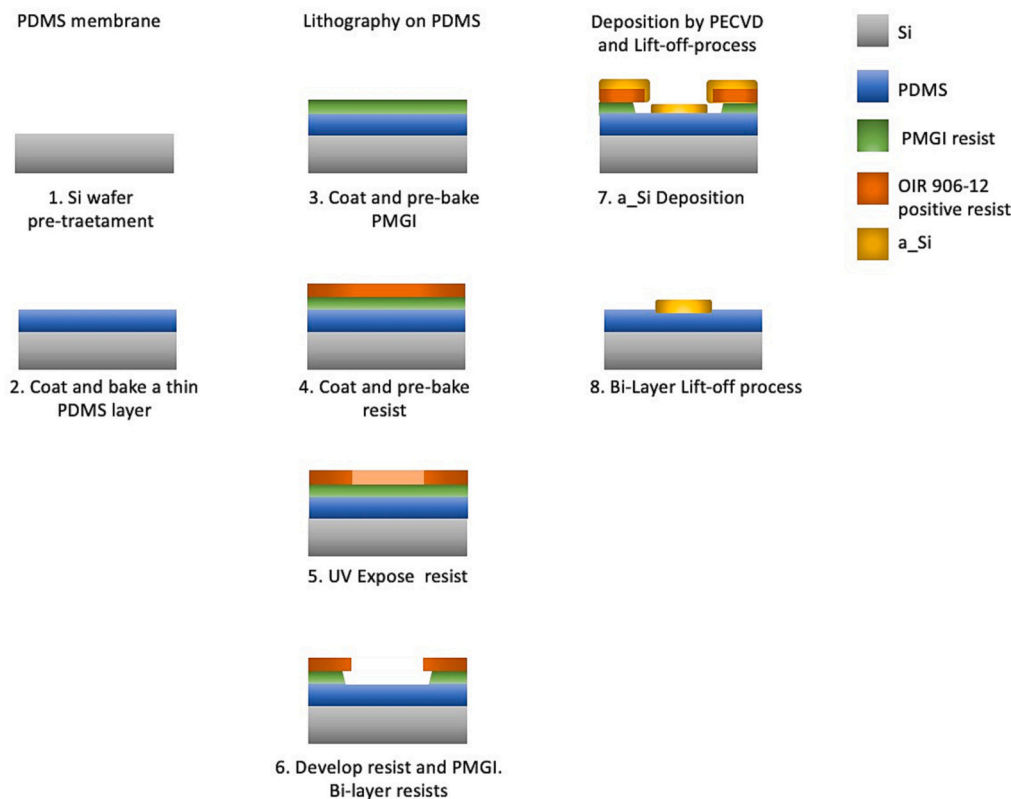 PDMS membrane
1. Si wafer
pre-traetament
2. Coat and bake a thin
PDMS layer
Lithography on PDMS
3. Coat and pre-bake
PMGI
4. Coat and pre-bake
resist
5. UV Expose resist
6. Develop resist and PMGI.
Bi-layer resists
Deposition by PECVD
and Lift-off-process
7. a_Si Deposition
8. Bi-Layer Lift-off process
Si
PDMS
PMGI resist
OIR 906-12
positive resist
a_Si